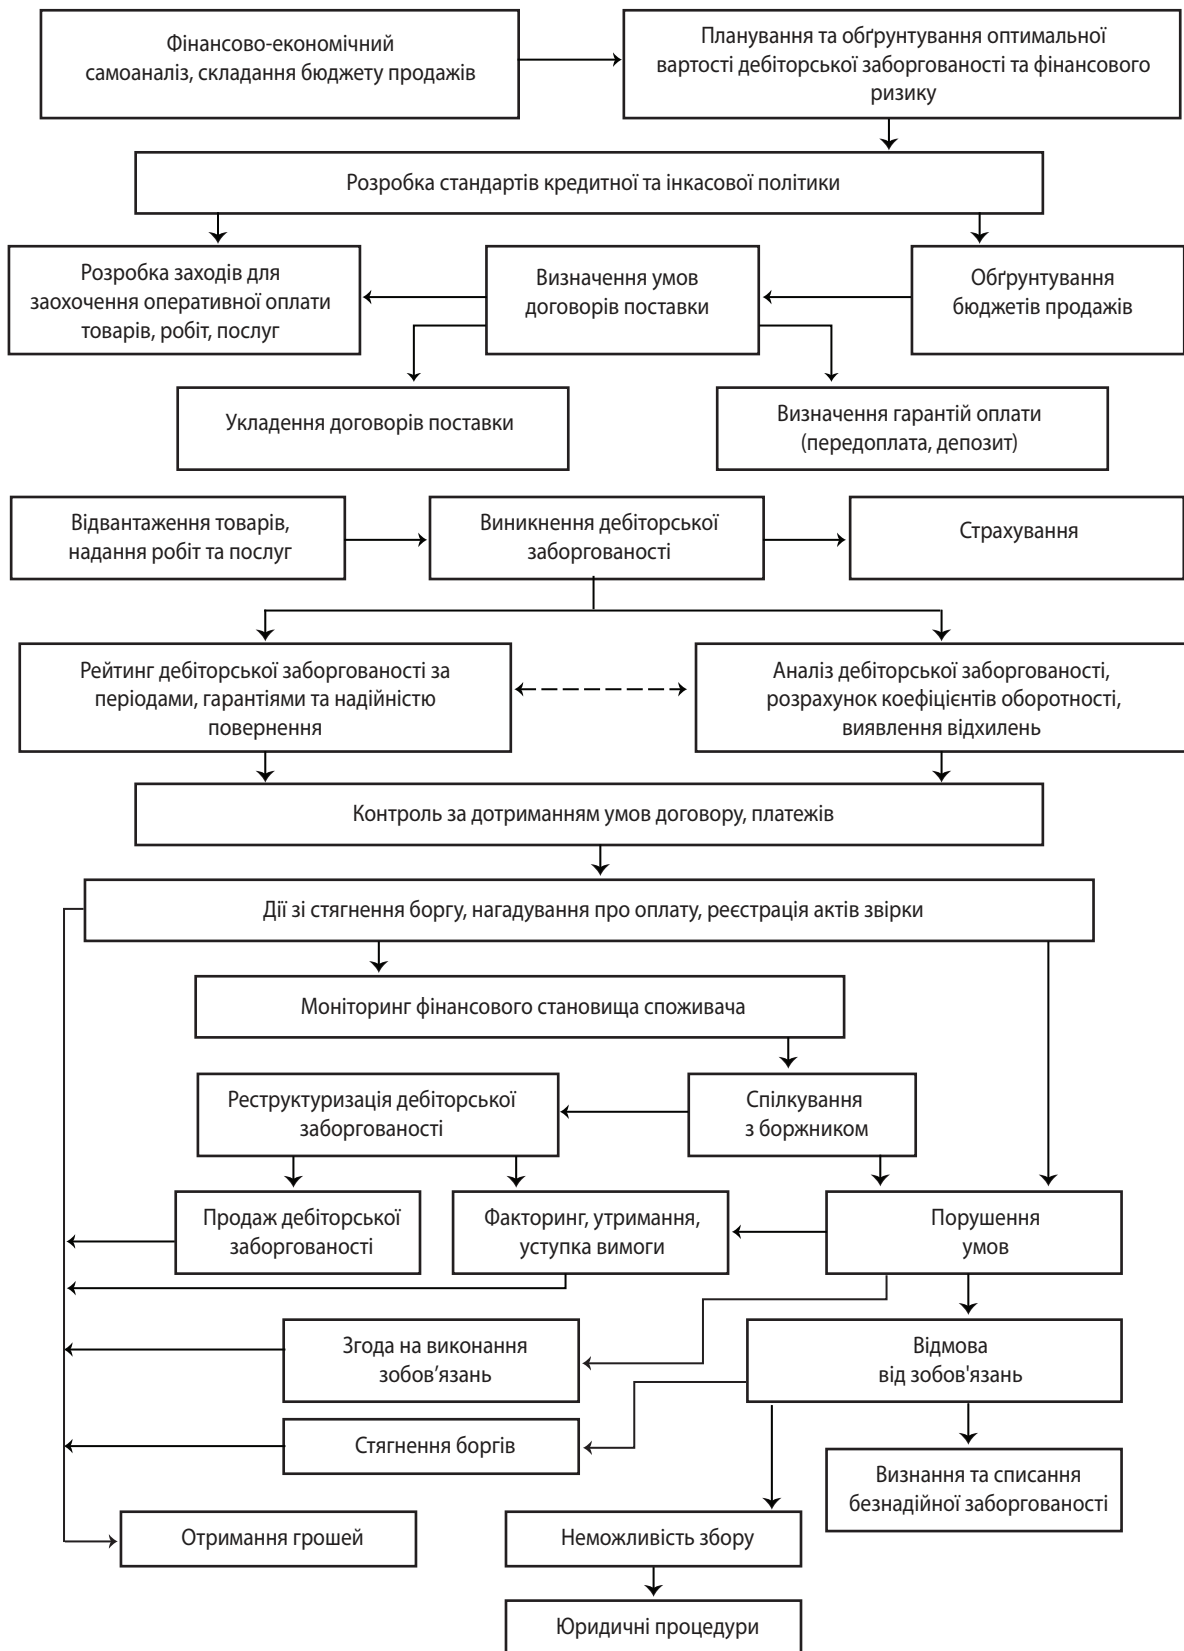 Фінансово-економічний
самоаналіз, складання бюджету продажів
Планування та обґрунтування оптимальної
вартості дебіторської заборгованості та фінансового
ризику
Розробка стандартів кредитної та інкасової політики
Розробка заходів для
заохочення оперативної оплати
товарів, робіт, послуг
Визначення умов
договорів поставки
Обґрунтування
бюджетів продажів
Укладення договорів поставки
Визначення гарантій оплати
(передоплата, депозит)
Відвантаження товарів,
надання робіт та послуг
Виникнення дебіторської
заборгованості
Страхування
Рейтинг дебіторської заборгованості за
періодами, гарантіями та надійністю
повернення
Аналіз дебіторської заборгованості,
розрахунок коефіцієнтів оборотності,
виявлення відхилень
Контроль за дотриманням умов договору, платежів
Дії зі стягнення боргу, нагадування про оплату, реєстрація актів звірки
Моніторинг фінансового становища споживача
Реструктуризація дебіторської
заборгованості
Спілкування
з боржником
Продаж дебіторської
заборгованості
Факторинг, утримання,
уступка вимоги
Порушення
умов
Згода на виконання
зобов’язань
Відмова
від зобов'язань
Стягнення боргів
Визнання та списання
безнадійної заборгованості
Отримання грошей
Неможливість збору
Юридичні процедури